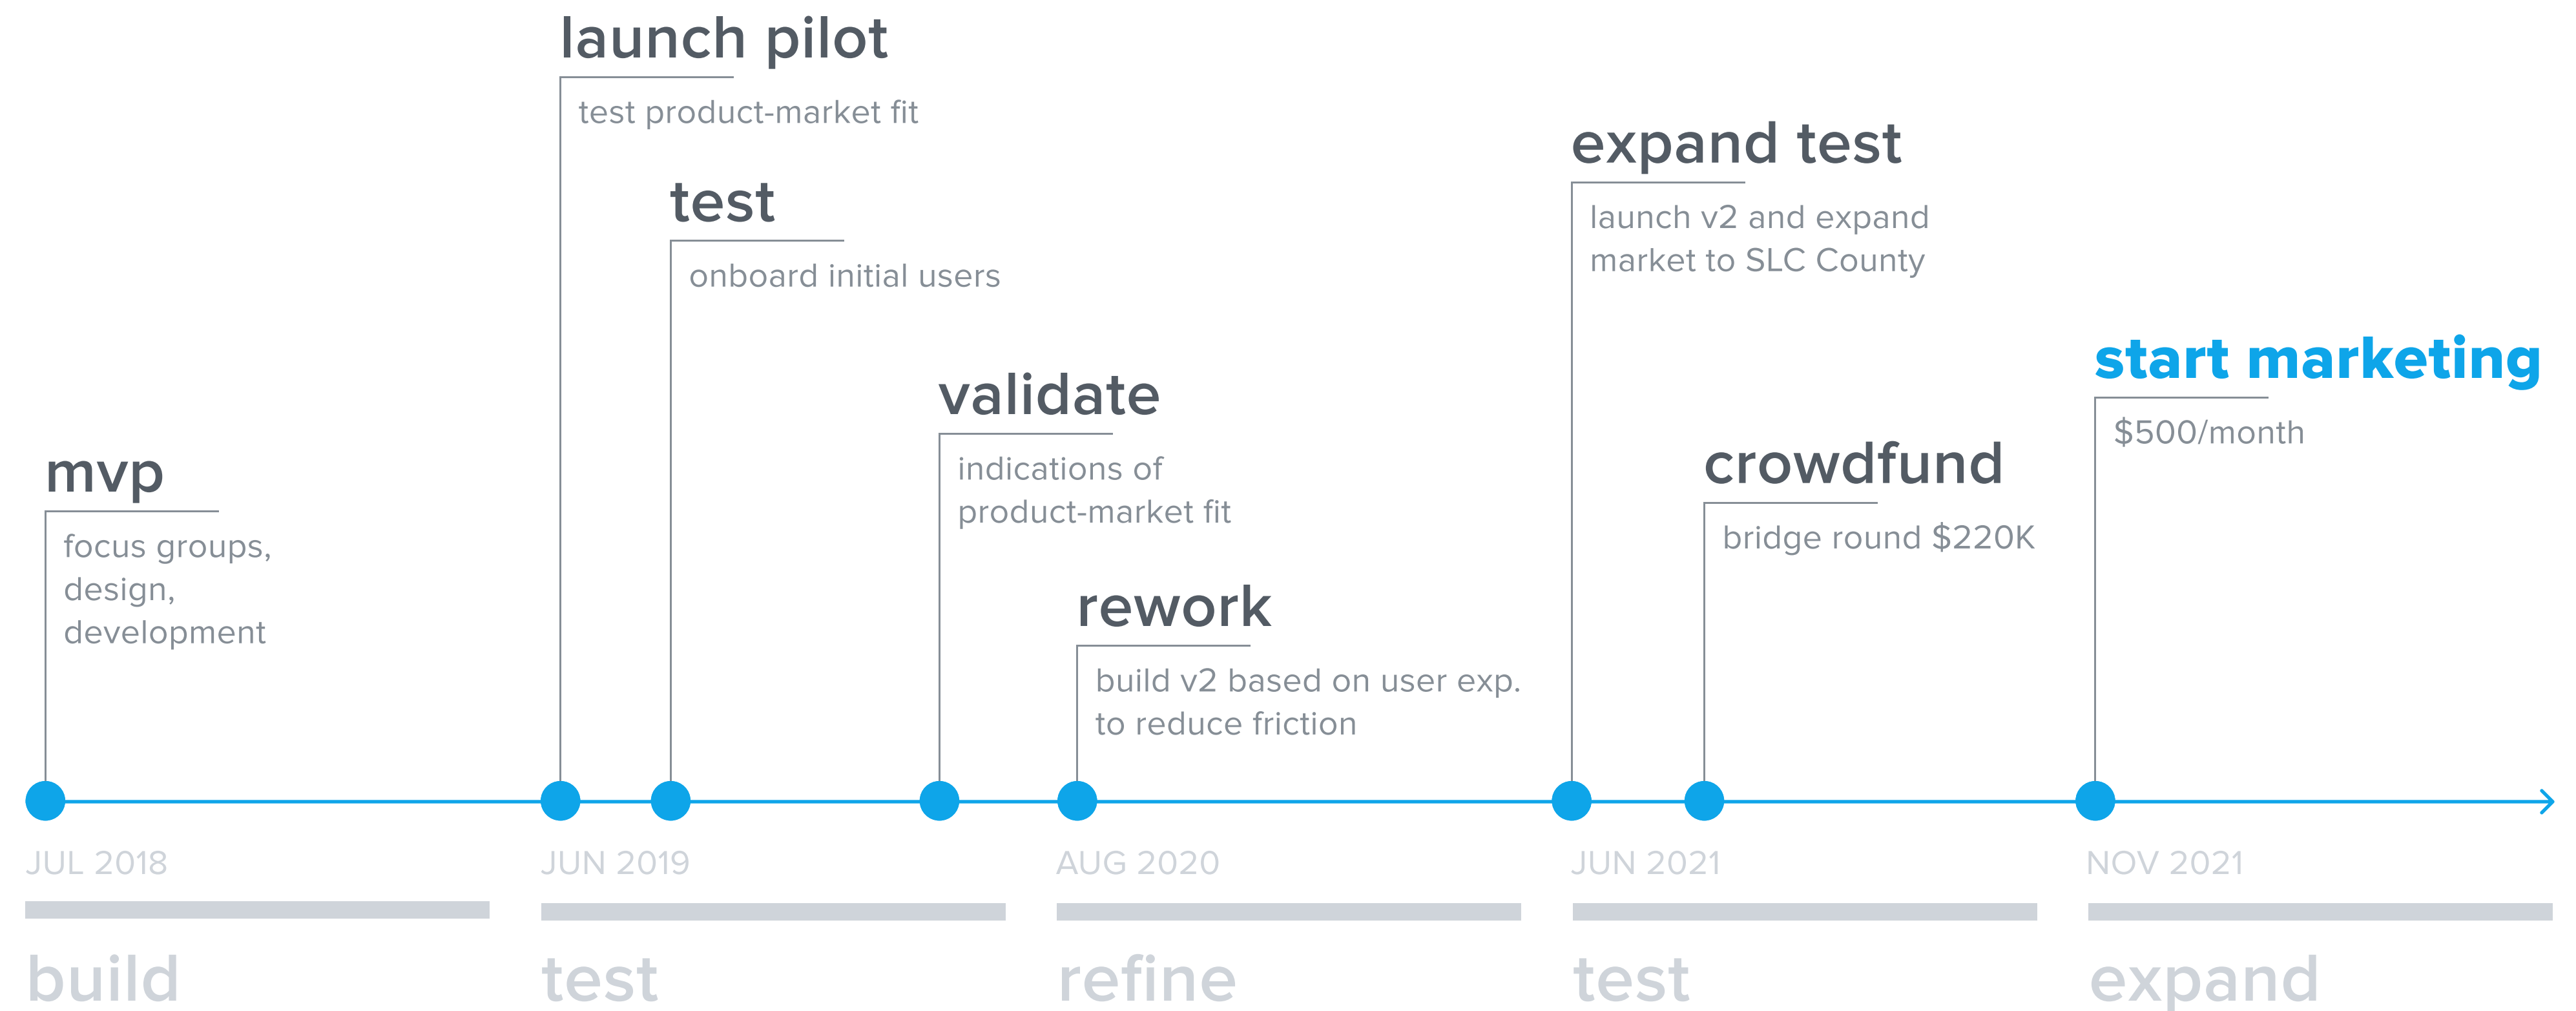 launch pilot
test product-market fit
test
onboard initial users
expand test
launch v2 and expand
market to SLC County
validate
indications of
product-market fit
start marketing
$500/month
mvp
focus groups,
design,
development
crowdfund
bridge round $220K
rework
build v2 based on user exp.
to reduce friction
JUL 2018
JUN 2019
AUG 2020
JUN 2021
NOV 2021
build
test
refine
test
expand